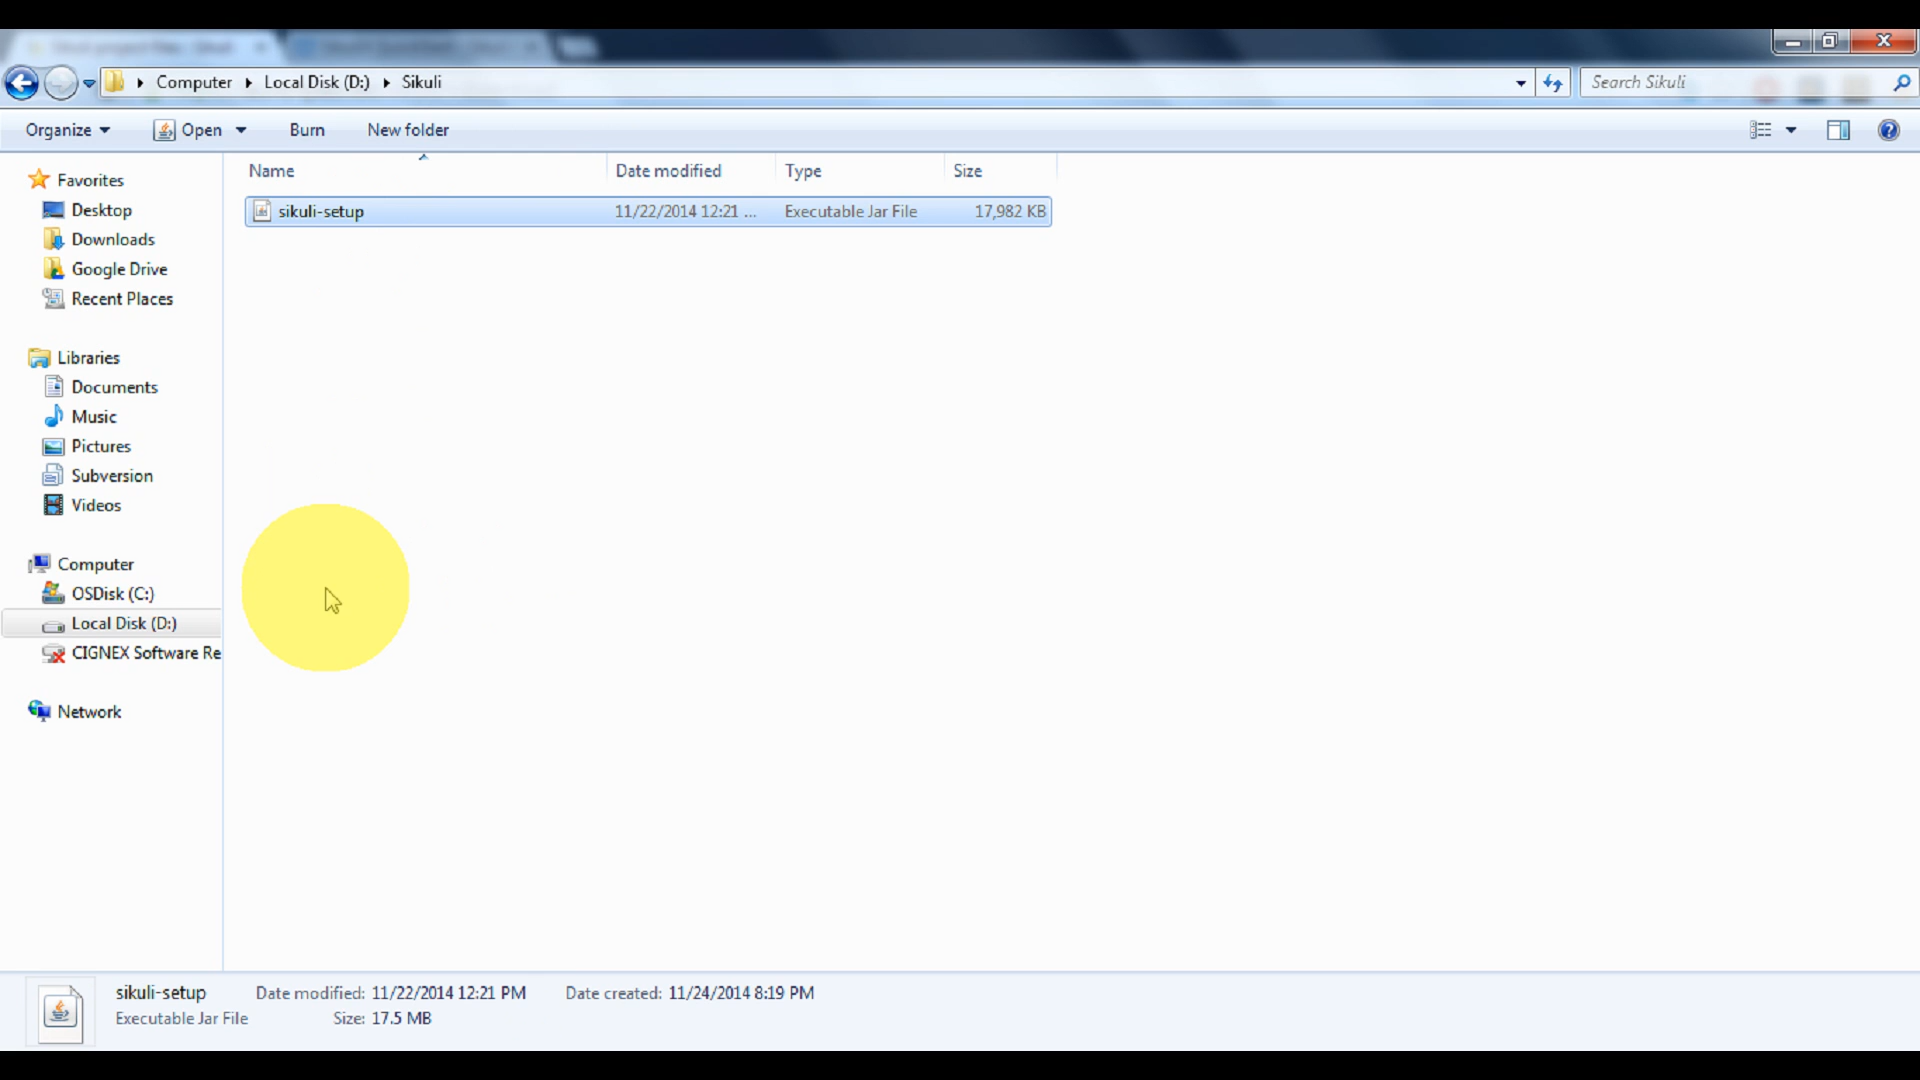 Computer Local Disk (D:) Sikuli
Search Sikuli
Organize Open Burn New folder
Name Date modified Type Size
sikuli-setup 11/22/2014 12:21 ... Executable Jar File 17,982 KB
Favorites
Desktop
Downloads
Google Drive
Recent Places
Libraries
Documents
Music
Pictures
Subversion
Videos
Computer
OSDisk (C:)
Local Disk (D:)
CIGNEX Software Re
Network
sikuli-setup Date modified: 11/22/2014 12:21 PM Date created: 11/24/2014 8:19 PM
Executable Jar File Size: 17.5 MB